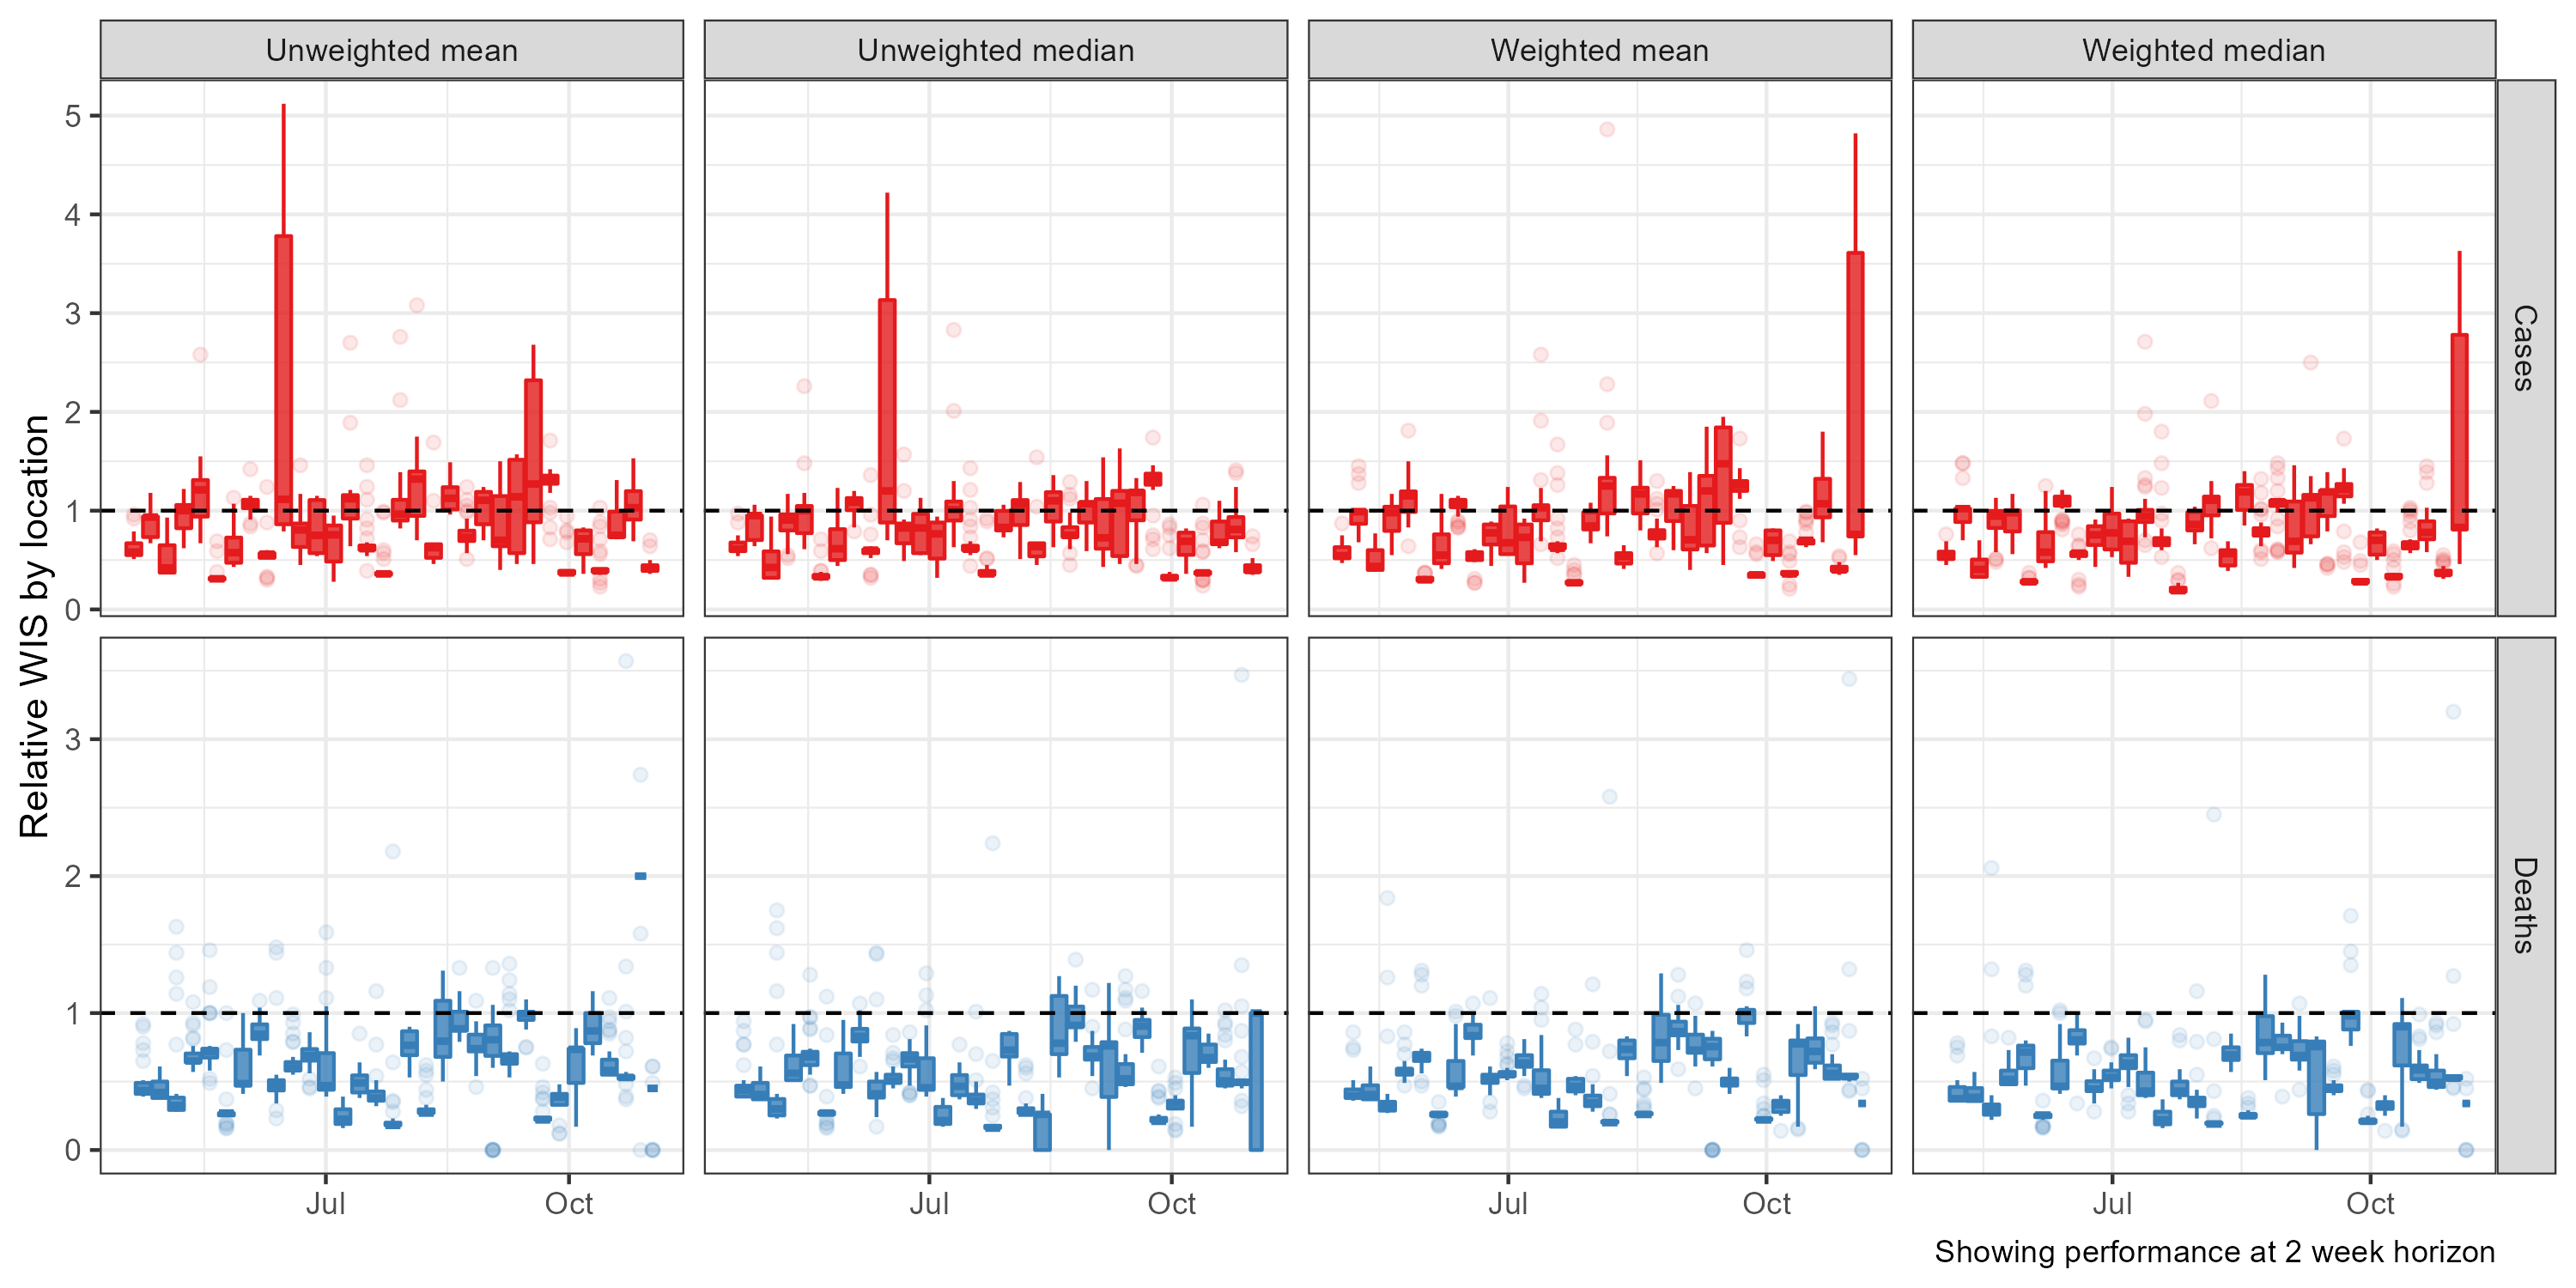 Unweighted mean
Unweighted median
Weighted mean
Weighted median
Relative WIS by location
5
4
3
2
1
0
Cases
3
2
1
0
Deaths
Jul
Oct
Jul
Oct
Jul
Oct
Jul
Oct
Showing performance at 2 week horizon